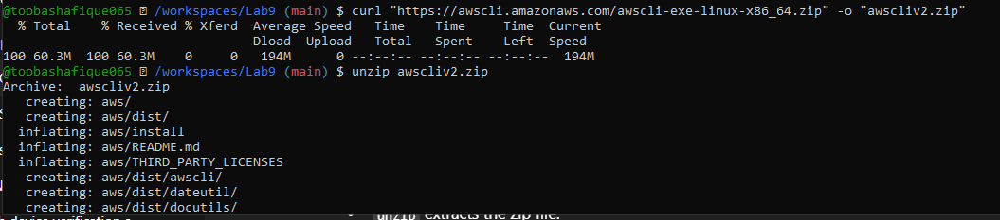 @toobashafique065 /workspaces/Lab9 (main) $ curl "https://awscli.amazonaws.com/awscli-exe-linux-x86_64.zip" -o "awscliv2.zip"
  % Total    % Received % Xferd  Average Speed   Time    Time     Time  Current
                                 Dload  Upload   Total   Spent    Left  Speed
100 60.3M  100 60.3M    0     0   194M      0 --:--:-- --:--:-- --:--:--  194M
@toobashafique065 /workspaces/Lab9 (main) $ unzip awscliv2.zip
Archive:  awscliv2.zip
   creating: aws/
   creating: aws/dist/
  inflating: aws/install
  inflating: aws/README.md
  inflating: aws/THIRD_PARTY_LICENSES
   creating: aws/dist/awscli/
   creating: aws/dist/dateutil/
   creating: aws/dist/docutils/
unzip extracts the zip file.